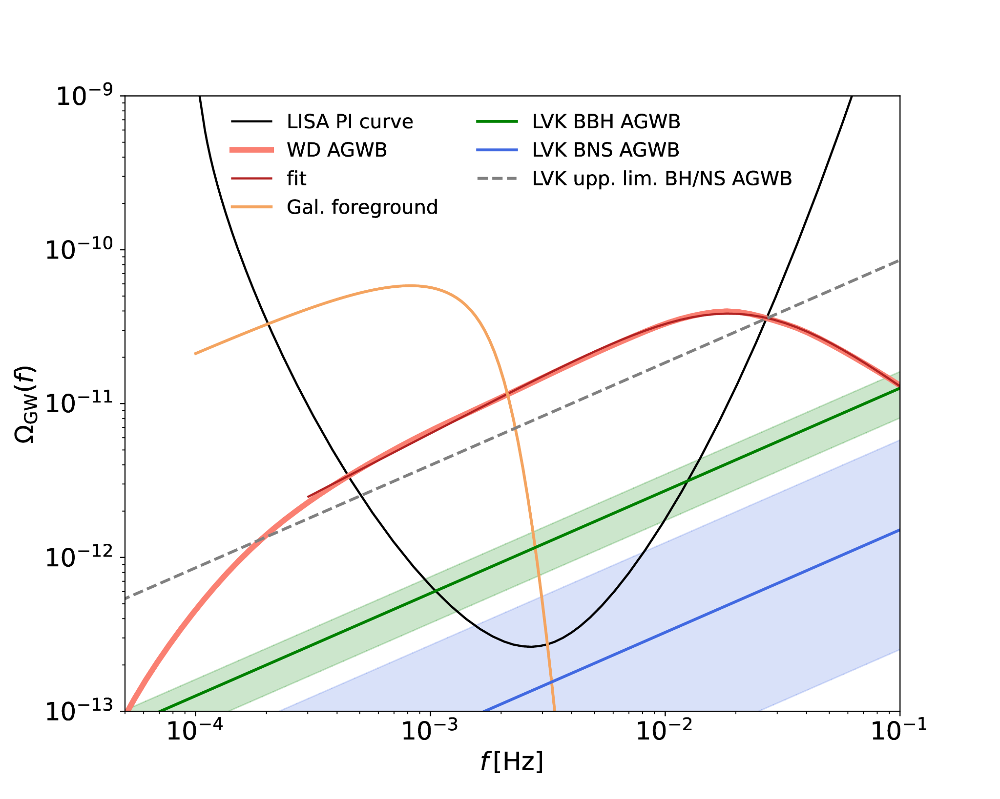 10⁻⁹
10⁻¹⁰
10⁻¹¹
10⁻¹²
10⁻¹³
Ω_GW(f)
LISA PI curve
WD AGWB
fit
Gal. foreground
LVK BBH AGWB
LVK BNS AGWB
LVK upp. lim. BH/NS AGWB
10⁻⁴
10⁻³
10⁻²
10⁻¹
f [Hz]